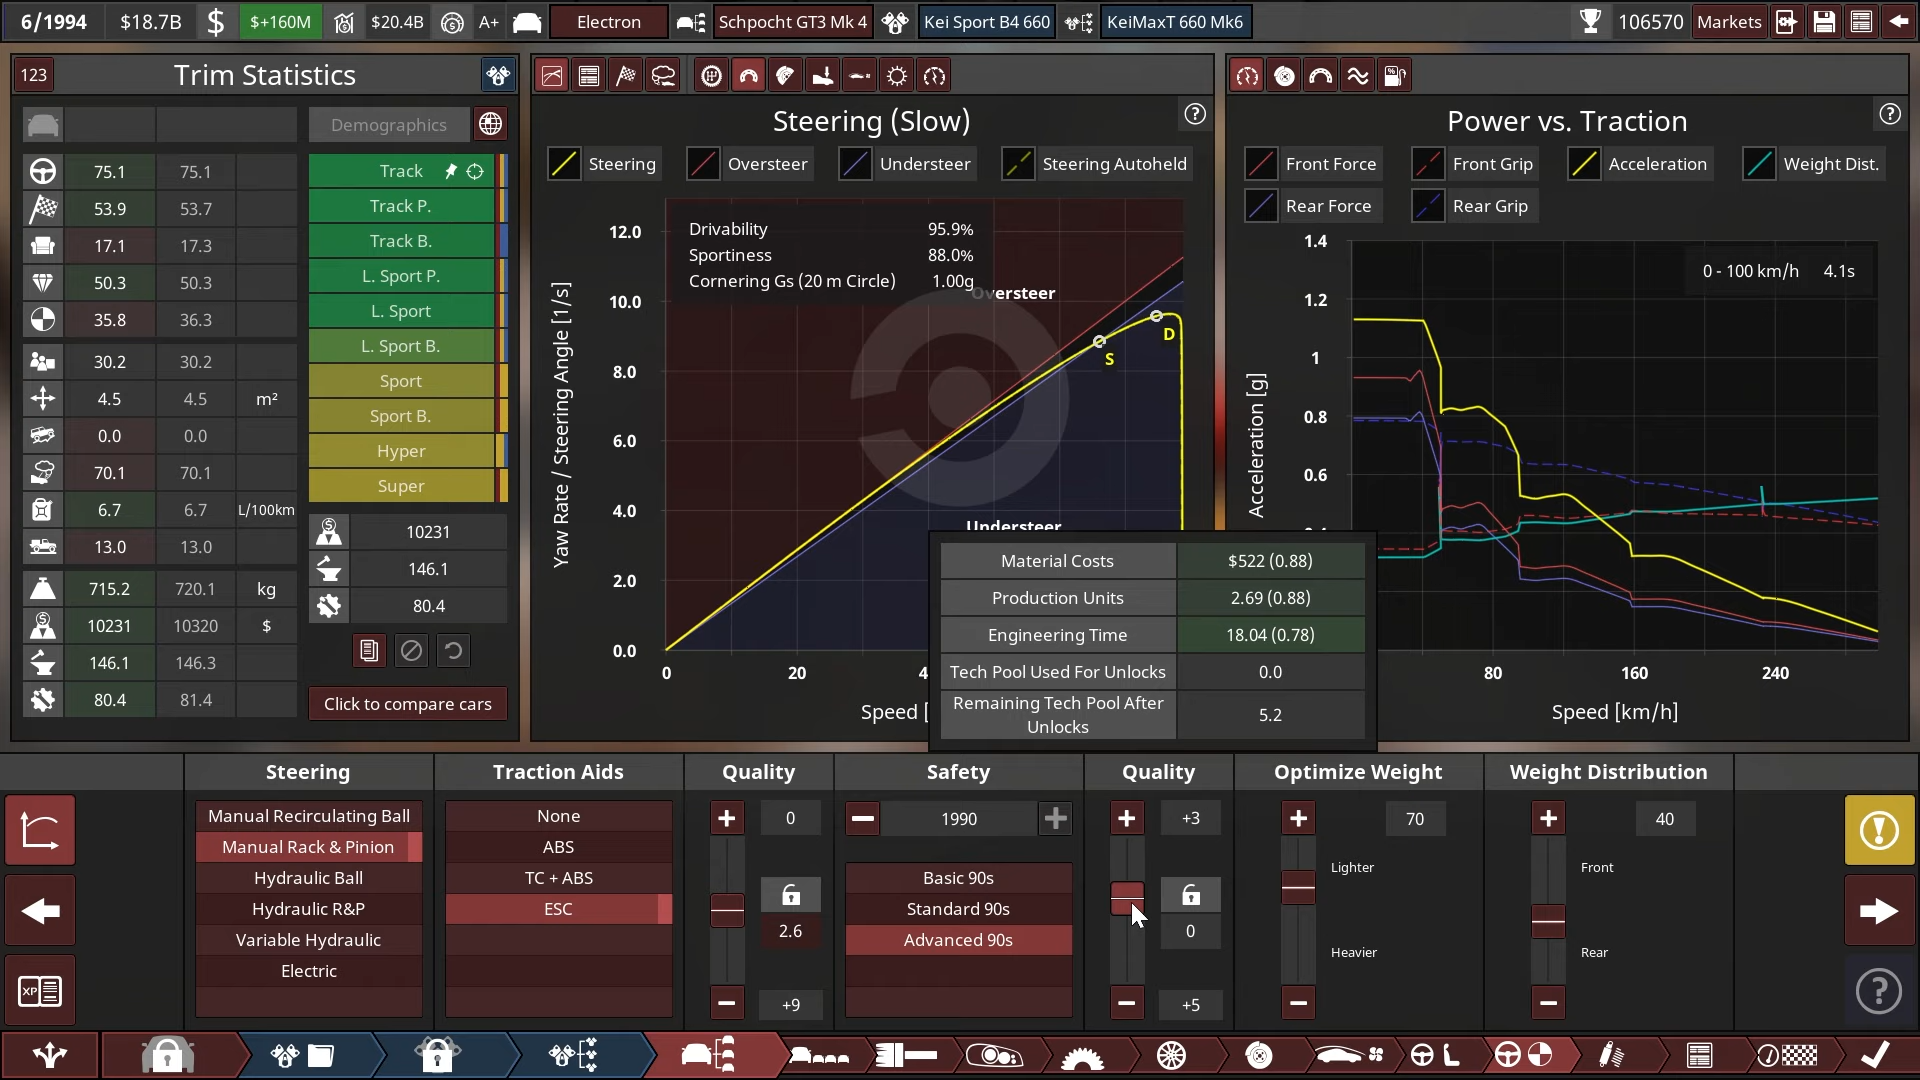 6/1994
$18.7B
$+160M
$20.4B
A+
Electron
Schpocht GT3 Mk 4
Kei Sport B4 660
KeiMaxT 660 Mk6
106570
Markets
123
Trim Statistics
Demographics
75.1 75.1
53.9 53.7
17.1 17.3
50.3 50.3
35.8 36.3
30.2 30.2
4.5 4.5 m²
0.0 0.0
70.1 70.1
6.7 6.7 L/100km
13.0 13.0
715.2 720.1 kg
10231 10320 $
146.1 146.3
80.4 81.4
Track
Track P.
Track B.
L. Sport P.
L. Sport
L. Sport B.
Sport
Sport B.
Hyper
Super
10231
146.1
80.4
Click to compare cars
Steering (Slow)
?
Steering
Oversteer
Understeer
Steering Autoheld
Drivability 95.9%
Sportiness 88.0%
Cornering Gs (20 m Circle) 1.00g
Oversteer
Understeer
D
S
Yaw Rate / Steering Angle [1/s]
12.0
10.0
8.0
6.0
4.0
2.0
0.0
0 20 4
Speed [
Power vs. Traction
?
Front Force
Front Grip
Acceleration
Weight Dist.
Rear Force
Rear Grip
0 - 100 km/h 4.1s
Acceleration [g]
1.4
1.2
1
0.8
0.6
80 160 240
Speed [km/h]
Material Costs $522 (0.88)
Production Units 2.69 (0.88)
Engineering Time 18.04 (0.78)
Tech Pool Used For Unlocks 0.0
Remaining Tech Pool After
Unlocks
5.2
Steering
Manual Recirculating Ball
Manual Rack & Pinion
Hydraulic Ball
Hydraulic R&P
Variable Hydraulic
Electric
Traction Aids
None
ABS
TC + ABS
ESC
Quality
0
2.6
+9
Safety
1990
Basic 90s
Standard 90s
Advanced 90s
Quality
+3
0
+5
Optimize Weight
70
Lighter
Heavier
Weight Distribution
40
Front
Rear
XP
?